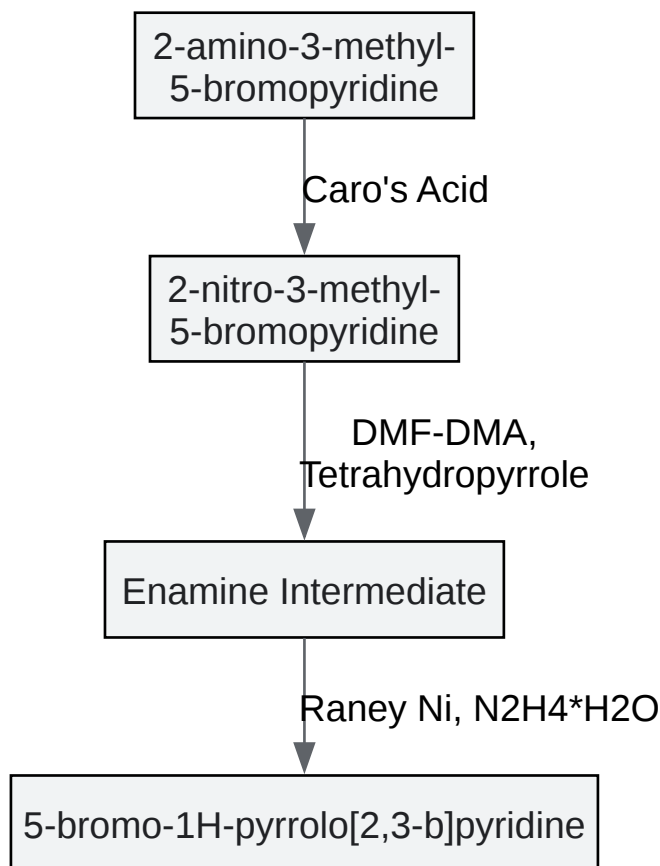 2-amino-3-methyl-
5-bromopyridine
Caro's Acid
2-nitro-3-methyl-
5-bromopyridine
DMF-DMA,
Tetrahydropyrrole
Enamine Intermediate
Raney Ni, N2H4*H2O
5-bromo-1H-pyrrolo[2,3-b]pyridine